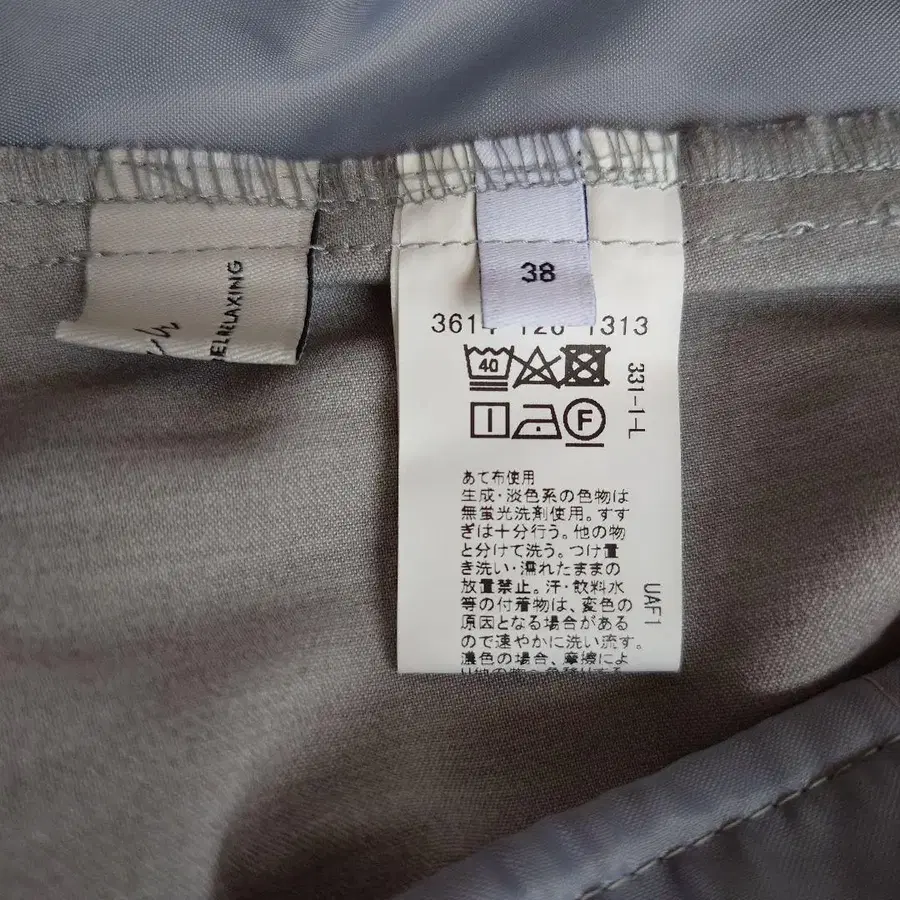 38
3614 126 1313
40
331-1-L
F
あて布使用
生成・淡色系の色物は
無蛍光洗剤使用。すす
ぎは十分行う。他の物
と分けて洗う。つけ置
き洗い・濡れたままの
放置禁止。汗・飲料水
等の付着物は、変色の
原因となる場合がある
ので速やかに洗い流す。
濃色の場合、摩擦によ
UAF1
RELAXING